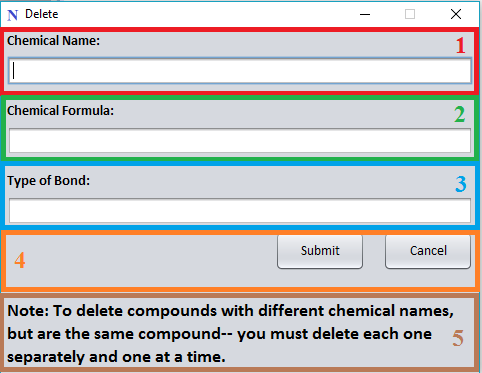 N Delete
Chemical Name: 1
Chemical Formula: 2
Type of Bond: 3
4 Submit Cancel
Note: To delete compounds with different chemical names,
but are the same compound-- you must delete each one 5
separately and one at a time.